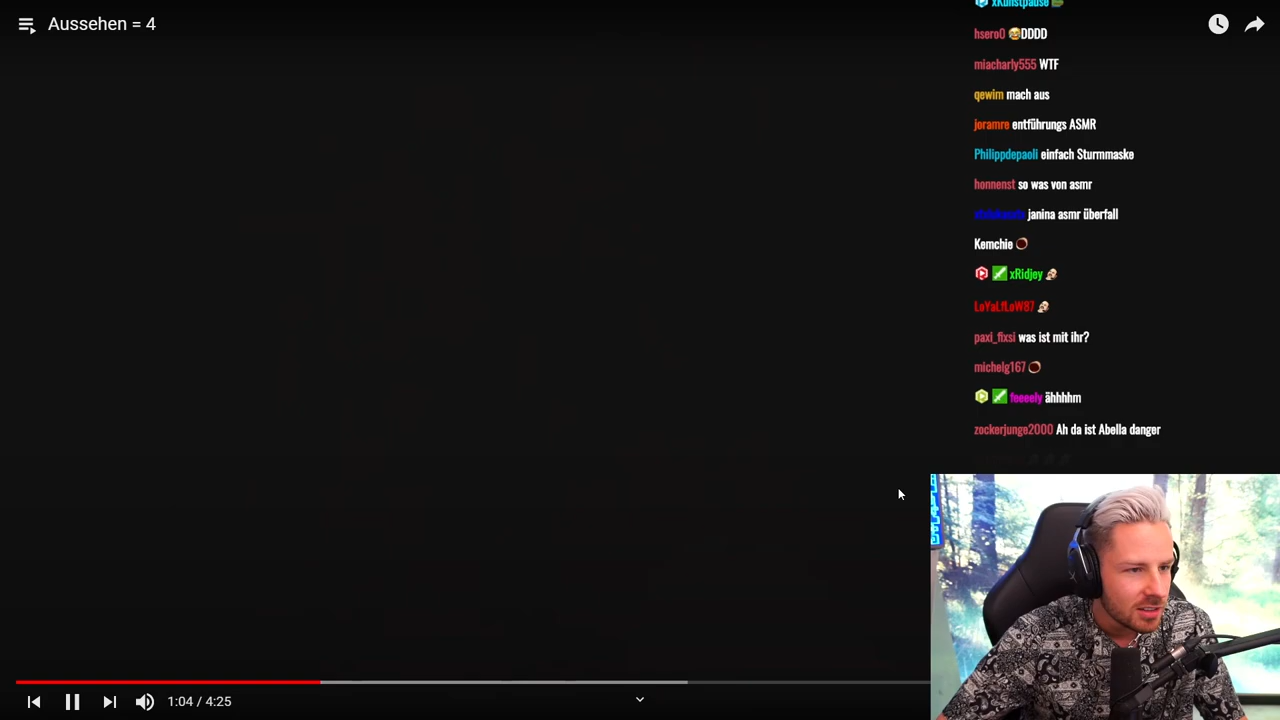 Aussehen = 4
xKunstpause
hsero0 😂DDDD
miacharly555 WTF
qewim mach aus
joramre entführungs ASMR
Philippdepaoli einfach Sturmmaske
honnenst so was von asmr
janina asmr überfall
Kemchie
xRidjey
LoYaLfLoW87
paxi_fixsi was ist mit ihr?
michelg167
feeeely ähhhhm
zockerjunge2000 Ah da ist Abella danger
1:04 / 4:25